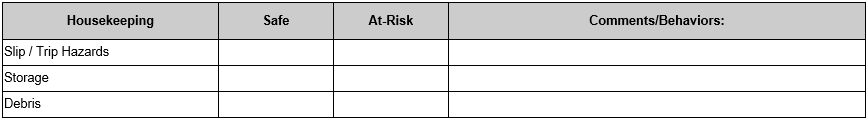 Housekeeping Safe At-Risk Comments/Behaviors:
Slip / Trip Hazards
Storage
Debris